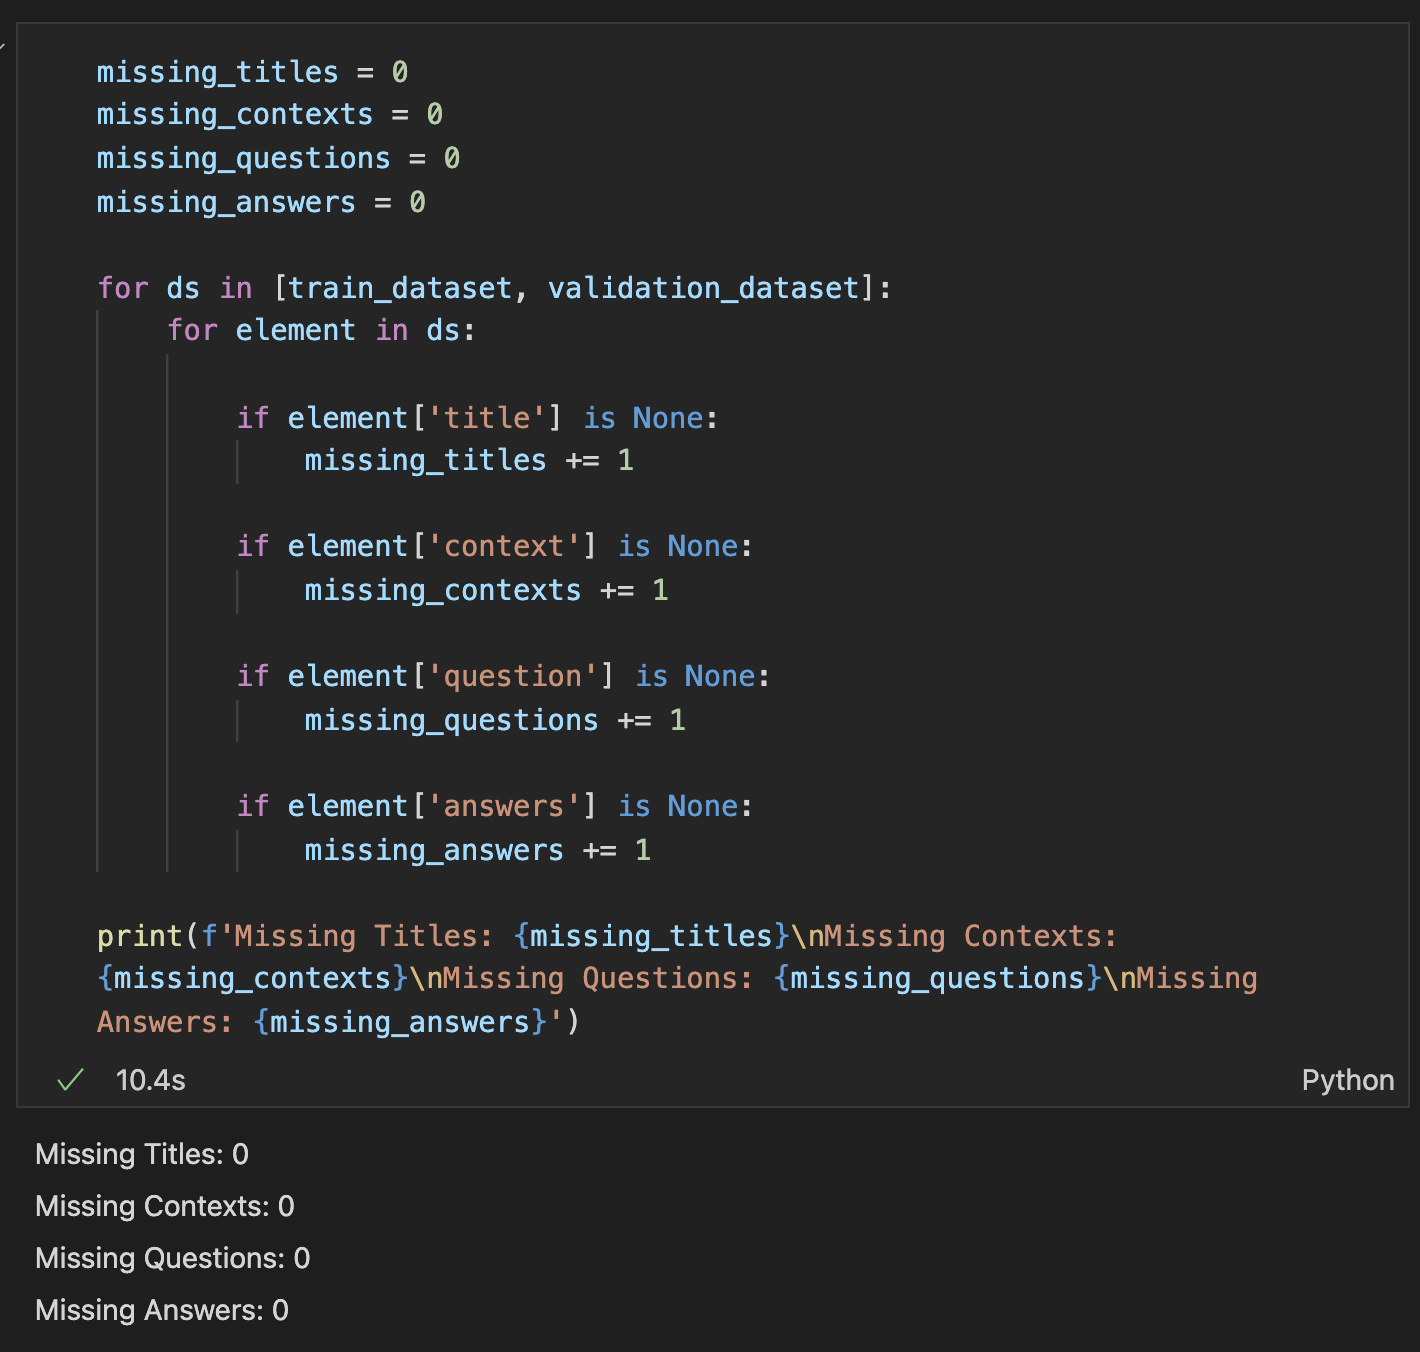 missing_titles = 0
missing_contexts = 0
missing_questions = 0
missing_answers = 0
for ds in [train_dataset, validation_dataset]:
    for element in ds:
        if element['title'] is None:
            missing_titles += 1
        if element['context'] is None:
            missing_contexts += 1
        if element['question'] is None:
            missing_questions += 1
        if element['answers'] is None:
            missing_answers += 1
print(f'Missing Titles: {missing_titles}\nMissing Contexts:
{missing_contexts}\nMissing Questions: {missing_questions}\nMissing
Answers: {missing_answers}')
10.4s Python
Missing Titles: 0
Missing Contexts: 0
Missing Questions: 0
Missing Answers: 0